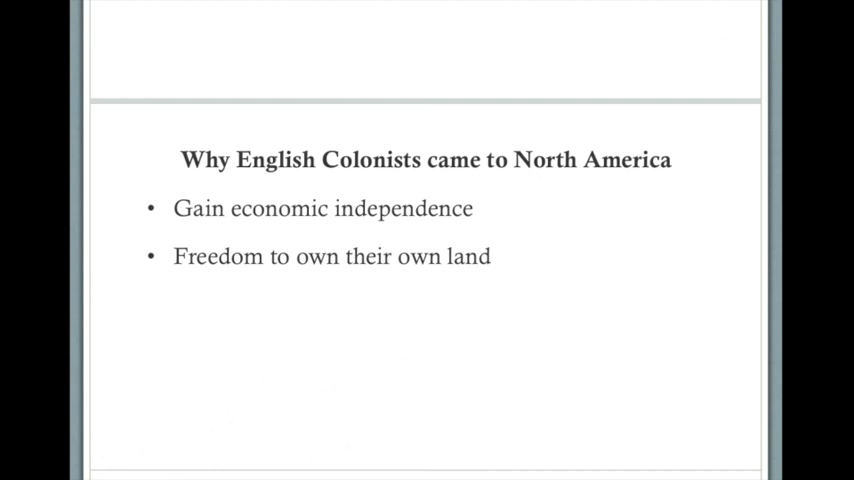 Why English Colonists came to North America
• Gain economic independence
• Freedom to own their own land